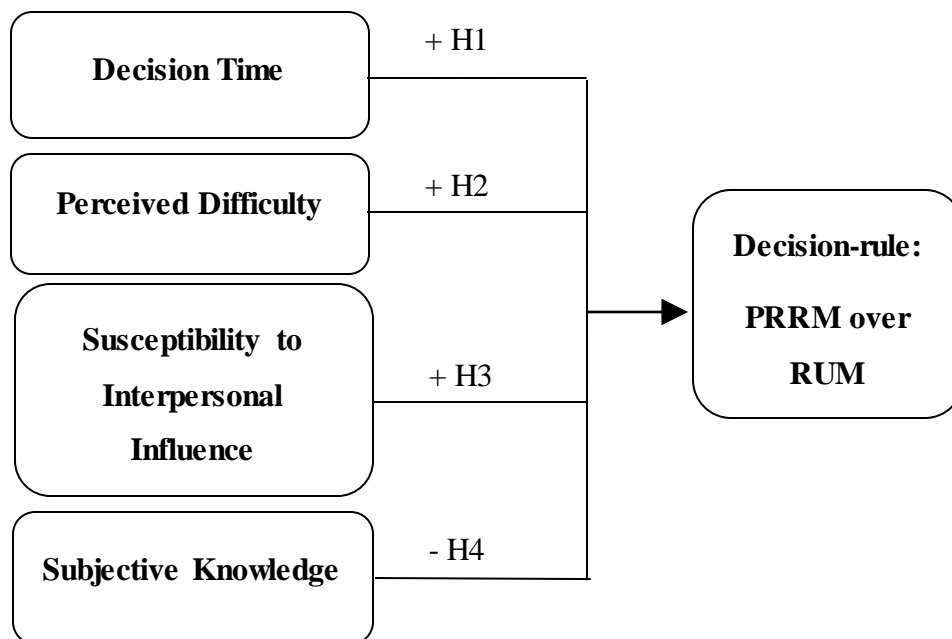 Decision Time
+ H1
Perceived Difficulty
+ H2
Susceptibility to
Interpersonal
Influence
+ H3
Subjective Knowledge
- H4
Decision-rule:
PRRM over
RUM